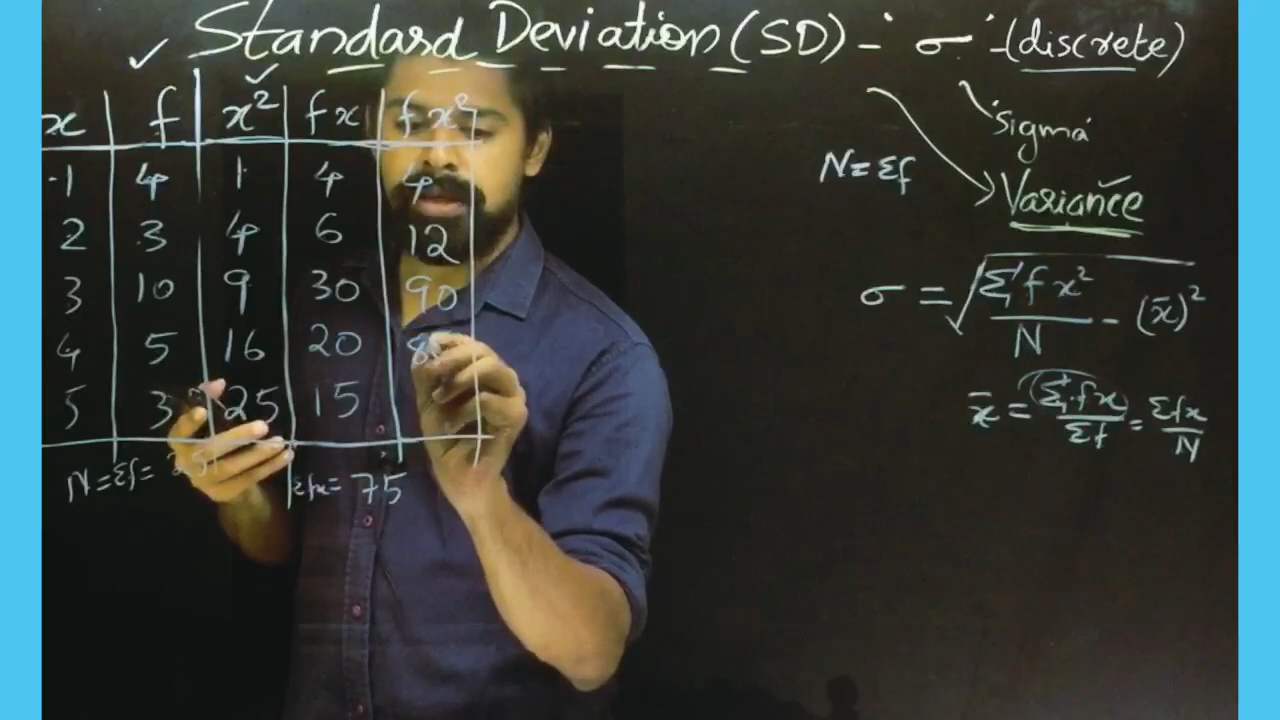 ✓ Standard Deviation (SD) - σ - (discrete)
x f x² fx fx²
1 4 1 4 4
2 3 4 6 12
3 10 9 30 90
4 5 16 20 8
5 3 25 15
N = Σf = 25 Σfx = 75
Sigma
N = Σf
Variance
σ = √ Σfx² / N - (x̄)²
x̄ = Σfx / Σf = Σfx / N